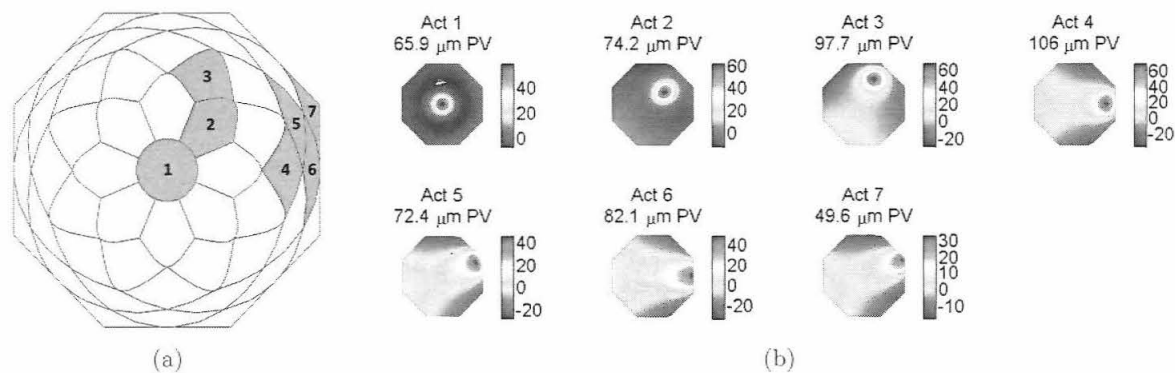 3
2
7
5
1
4
6
(a)
Act 1
65.9 μm PV
40
20
0
Act 2
74.2 μm PV
60
40
20
0
Act 3
97.7 μm PV
60
40
20
0
-20
Act 4
106 μm PV
60
40
20
0
-20
Act 5
72.4 μm PV
40
20
0
-20
Act 6
82.1 μm PV
40
20
0
-20
Act 7
49.6 μm PV
30
20
10
0
-10
(b)